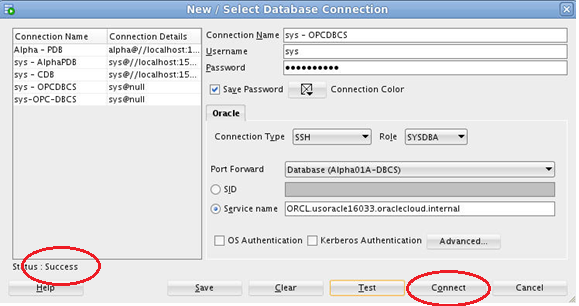 New / Select Database Connection
Connection Name Connection Details
Alpha - PDB alpha@//localhost:1...
sys - AlphaPDB sys@//localhost:15...
sys - CDB sys@//localhost:15...
sys - OPCDBCS sys@null
sys-OPC-DBCS sys@null
Connection Name sys - OPCDBCS
Username sys
Password ••••••••••
Save Password Connection Color
Oracle
Connection Type SSH Role SYSDBA
Port Forward Database (Alpha01A-DBCS)
SID
Service name ORCL.usoracle16033.oraclecloud.internal
OS Authentication Kerberos Authentication Advanced...
Status : Success
Help Save Clear Test Connect Cancel